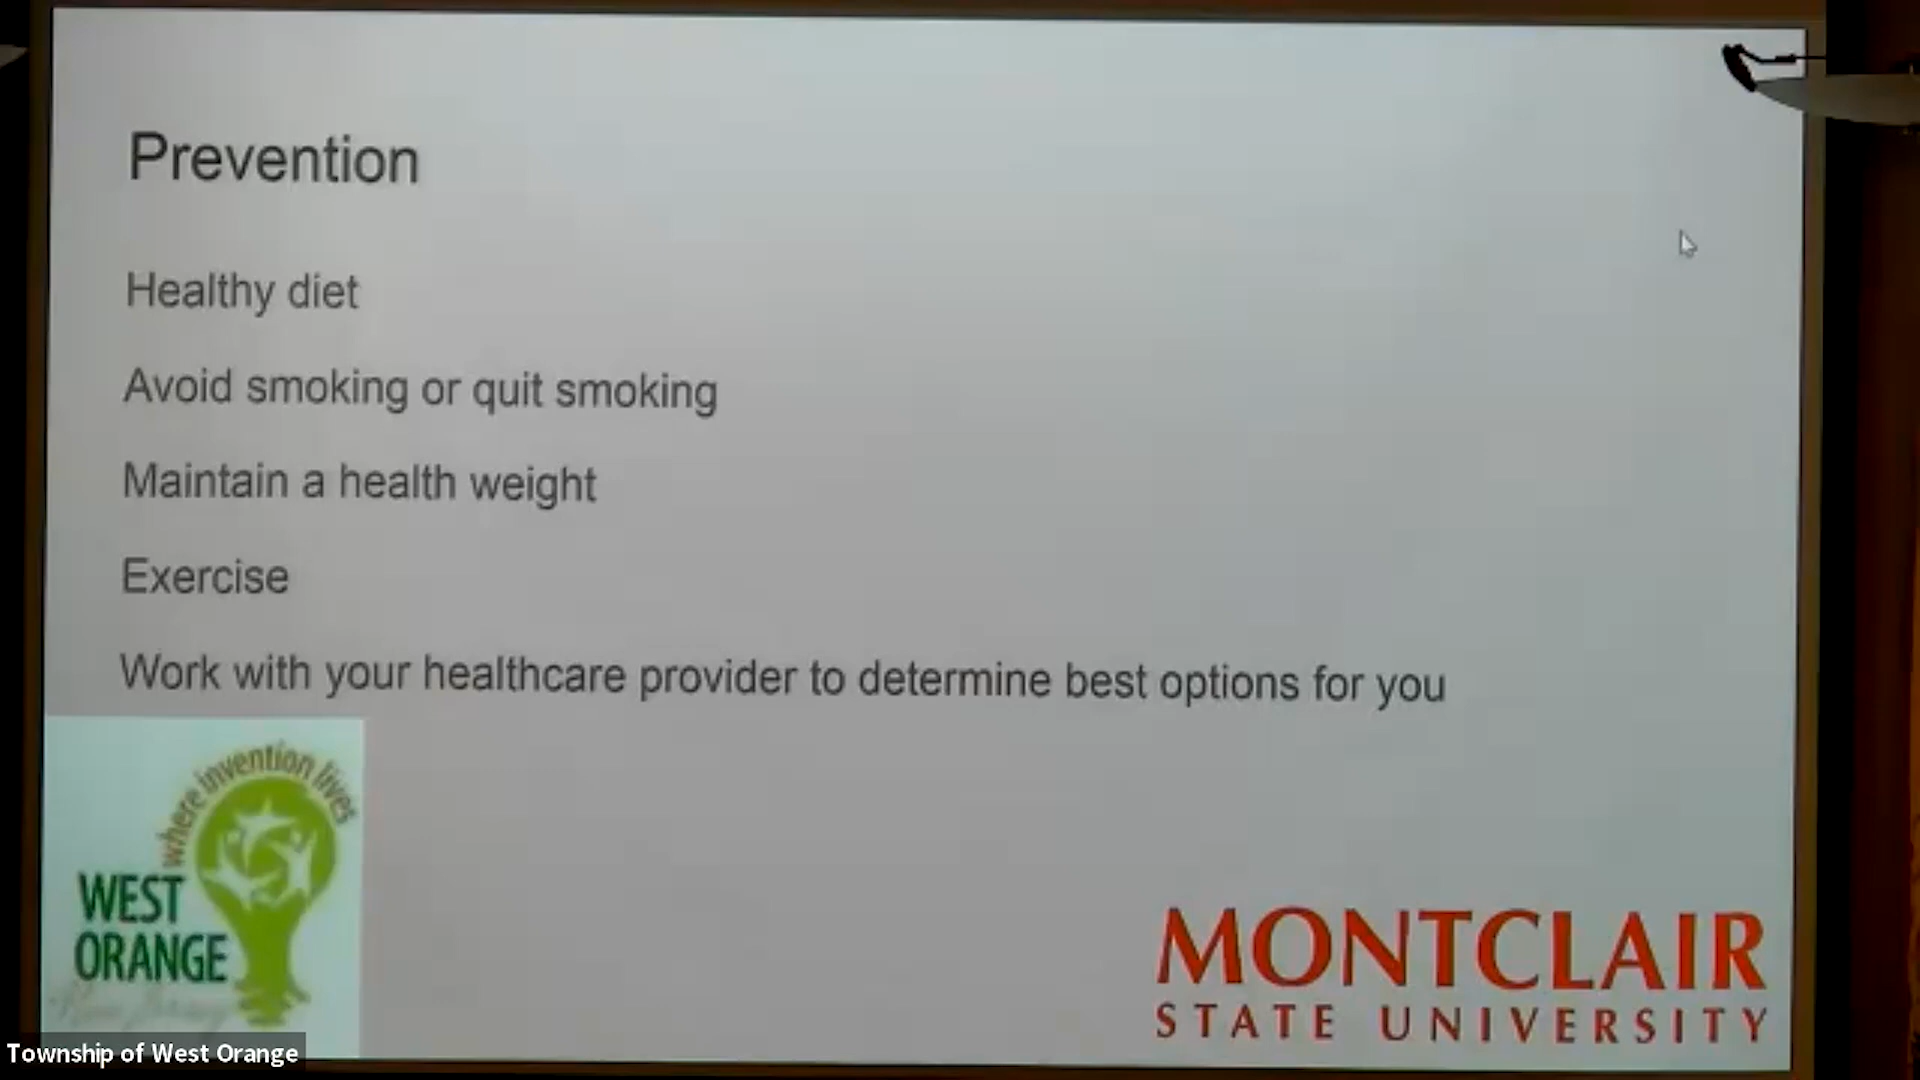 Prevention
Healthy diet
Avoid smoking or quit smoking
Maintain a health weight
Exercise
Work with your healthcare provider to determine best options for you
where invention lives
WEST
ORANGE
MONTCLAIR
STATE UNIVERSITY
Township of West Orange